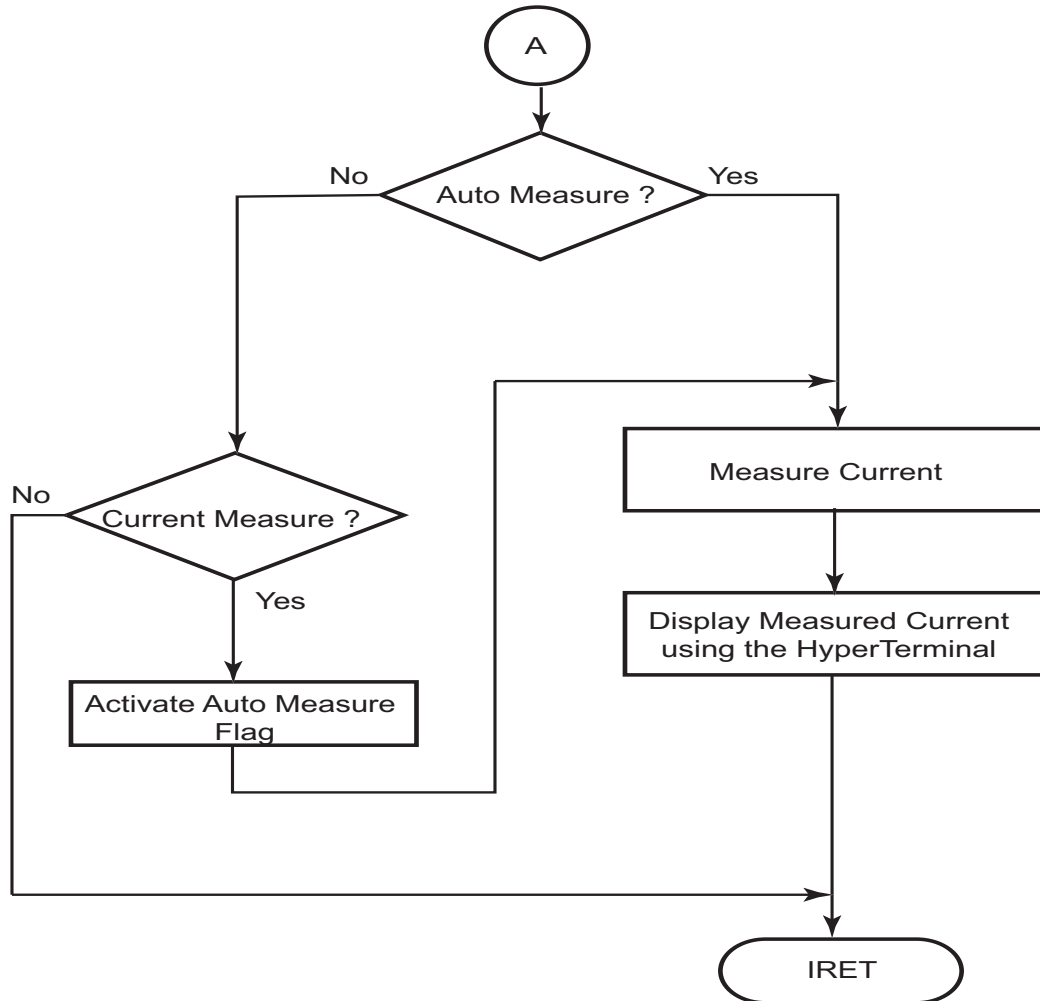 A
No
Yes
Auto Measure ?
No
Current Measure ?
Measure Current
Yes
Display Measured Current
using the HyperTerminal
Activate Auto Measure
Flag
IRET